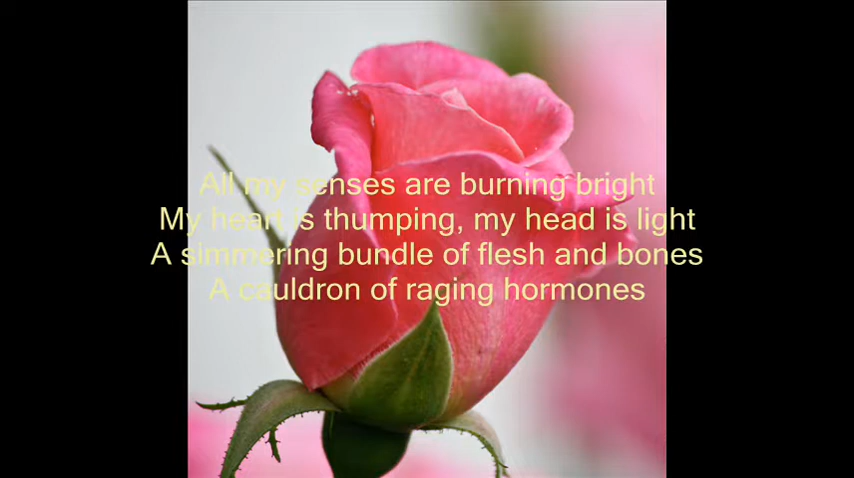 All my senses are burning bright
My heart is thumping, my head is light
A simmering bundle of flesh and bones
A cauldron of raging hormones